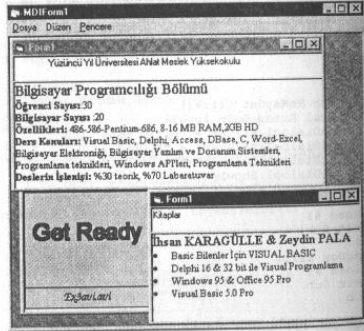 MDIForm1
Dosya Düzen Pencere
Form1
Yüzüncü Yıl Üniversitesi Ahlat Meslek Yüksekokulu
Bilgisayar Programcılığı Bölümü
Öğrenci Sayısı:30
Bilgisayar Sayısı :20
Özellikleri: 486-586-Pentium-686, 8-16 MB RAM,2GB HD
Ders Konuları: Visual Basic, Delphi, Access, DBase, C, Word-Excel,
Bilgisayar Elektroniği, Bilgisayar Yazılım ve Donanım Sistemleri,
Programlama teknikleri, Windows API'leri, Programlama Teknikleri
Deslerin İşlenişi: %30 teorik, %70 Labaratuvar
Get Ready
Form1
Kitaplar
İhsan KARAGÜLLE & Zeydin PALA
• Basic Bilenler İçin VISUAL BASIC
• Delphi 16 & 32 bit ile Visual Programlama
• Windows 95 & Office 95 Pro
• Visual Basic 5.0 Pro